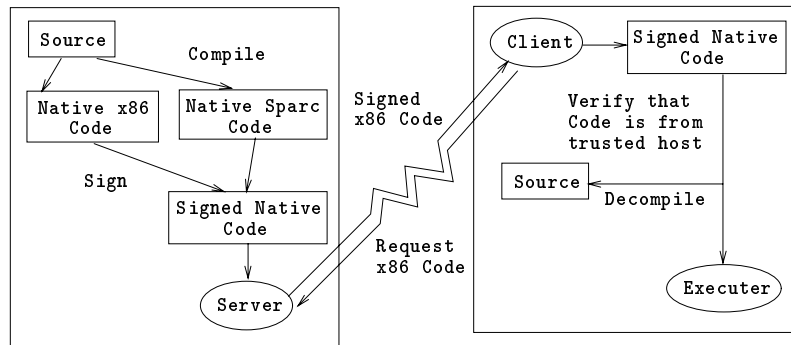 Source
Compile
Native x86
Code
Native Sparc
Code
Sign
Signed Native
Code
Server
Signed
x86 Code
Request
x86 Code
Client
Signed Native
Code
Verify that
Code is from
trusted host
Source
Decompile
Executer